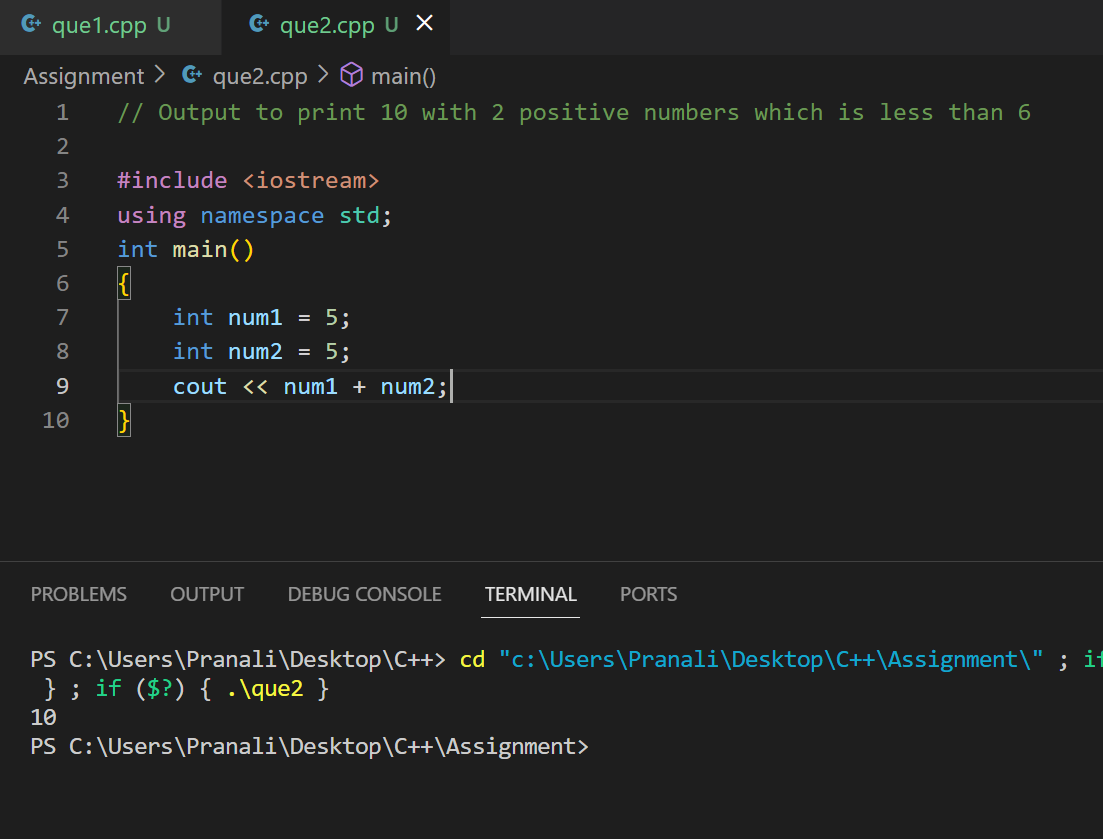 que1.cpp U que2.cpp U
Assignment > que2.cpp > main()
1 // Output to print 10 with 2 positive numbers which is less than 6
2
3 #include <iostream>
4 using namespace std;
5 int main()
6 {
7 int num1 = 5;
8 int num2 = 5;
9 cout << num1 + num2;
10 }
PROBLEMS OUTPUT DEBUG CONSOLE TERMINAL PORTS
PS C:\Users\Pranali\Desktop\C++> cd "c:\Users\Pranali\Desktop\C++\Assignment\" ; if
} ; if ($?) { .\que2 }
10
PS C:\Users\Pranali\Desktop\C++\Assignment>